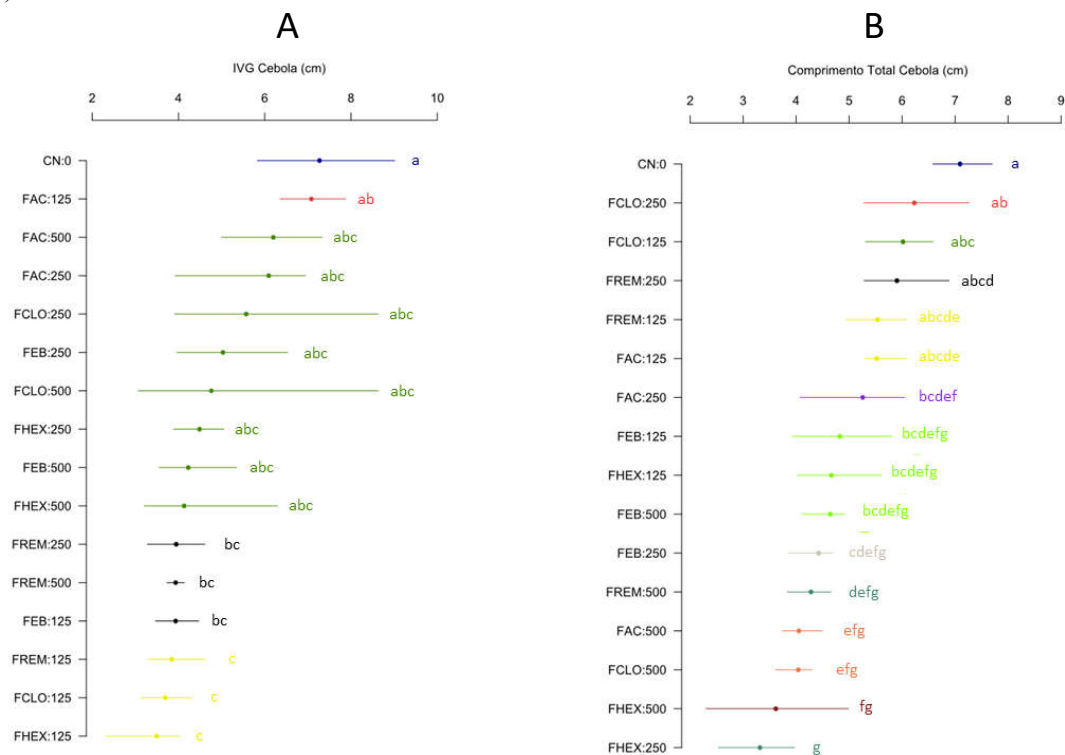 A
IVG Cebola (cm)
2 4 6 8 10
CN:0 a
FAC:125 ab
FAC:500 abc
FAC:250 abc
FCLO:250 abc
FEB:250 abc
FCLO:500 abc
FHEX:250 abc
FEB:500 abc
FHEX:500 abc
FREM:250 bc
FREM:500 bc
FEB:125 bc
FREM:125 c
FCLO:125 c
FHEX:125 c
B
Comprimento Total Cebola (cm)
2 3 4 5 6 7 8 9
CN:0 a
FCLO:250 ab
FCLO:125 abc
FREM:250 abcd
FREM:125 abcde
FAC:125 abcde
FAC:250 bcdef
FEB:125 bcdefg
FHEX:125 bcdefg
FEB:500 bcdefg
FEB:250 cdefg
FREM:500 defg
FAC:500 efg
FCLO:500 efg
FHEX:500 fg
FHEX:250 g